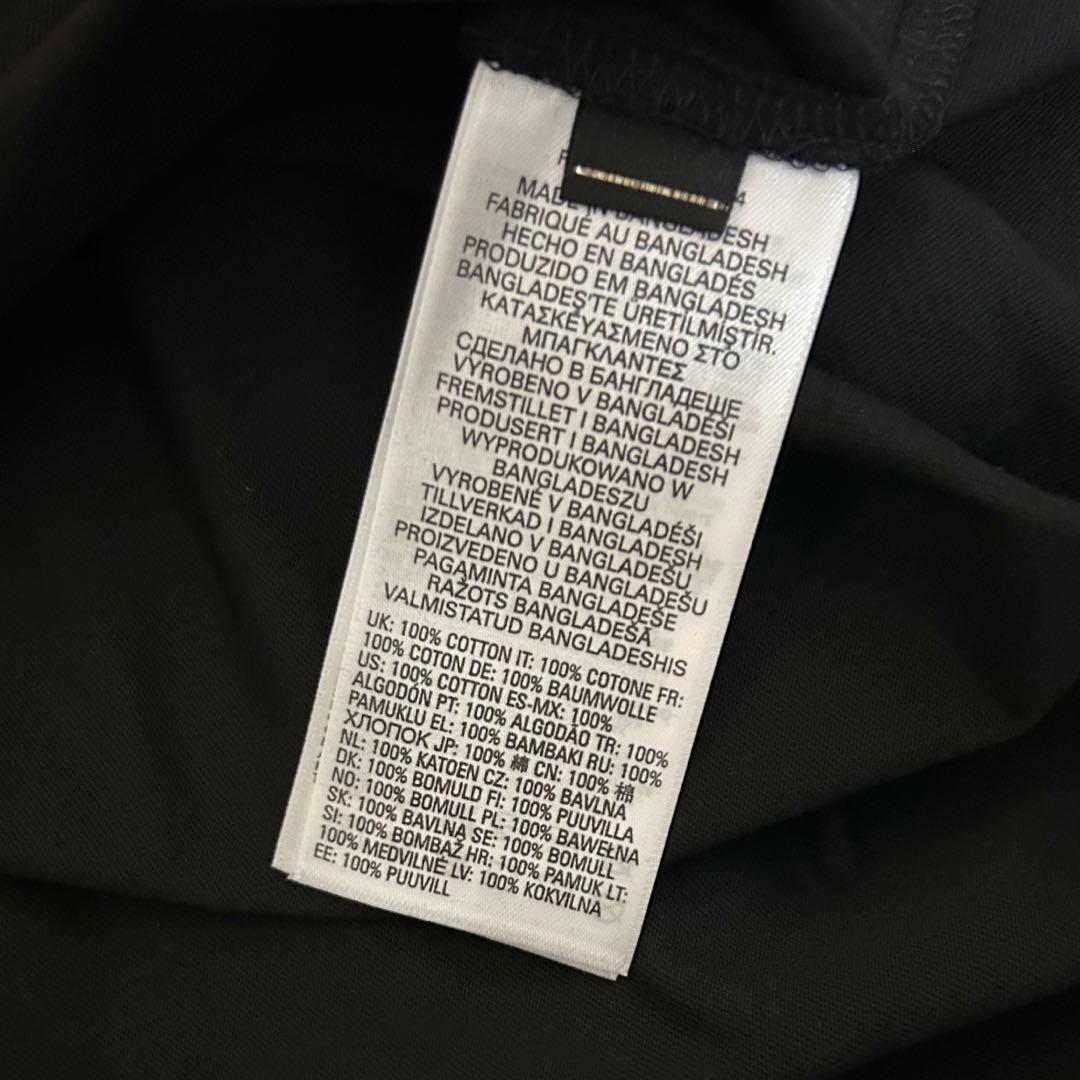 MADE IN BANGLADESH
FABRIQUÉ AU BANGLADESH
HECHO EN BANGLADÉS
PRODUZIDO EM BANGLADESH
BANGLADEŞ'TE ÜRETİLMİŞTİR.
ΚΑΤΑΣΚΕΥΑΣΜΕΝΟ ΣΤΟ
ΜΠΑΓΚΛΑΝΤΕΣ
СДЕЛАНО В БАНГЛАДЕШЕ
VYROBENO V BANGLADÉŠI
FREMSTILLET I BANGLADESH
PRODUSERT I BANGLADESH
WYPRODUKOWANO W
BANGLADESZU
VYROBENÉ V BANGLADÉŠI
TILLVERKAD I BANGLADESH
IZDELANO V BANGLADEŠU
PROIZVEDENO U BANGLADEŠU
PAGAMINTA BANGLADEŠE
RAŽOTS BANGLADEŠĀ
VALMISTATUD BANGLADESHIS
UK: 100% COTTON IT: 100% COTONE FR:
100% COTON DE: 100% BAUMWOLLE
US: 100% COTTON ES-MX: 100%
ALGODÓN PT: 100% ALGODÃO TR: 100%
PAMUKLU EL: 100% BAMBAKI RU: 100%
ХЛОПОК JP: 100% 綿 CN: 100% 棉
NL: 100% KATOEN CZ: 100% BAVLNA
DK: 100% BOMULD FI: 100% PUUVILLA
NO: 100% BOMULL PL: 100% BAWEŁNA
SK: 100% BAVLNA SE: 100% BOMULL
SI: 100% BOMBAŽ HR: 100% PAMUK LT:
100% MEDVILNĖ LV: 100% KOKVILNA
EE: 100% PUUVILL